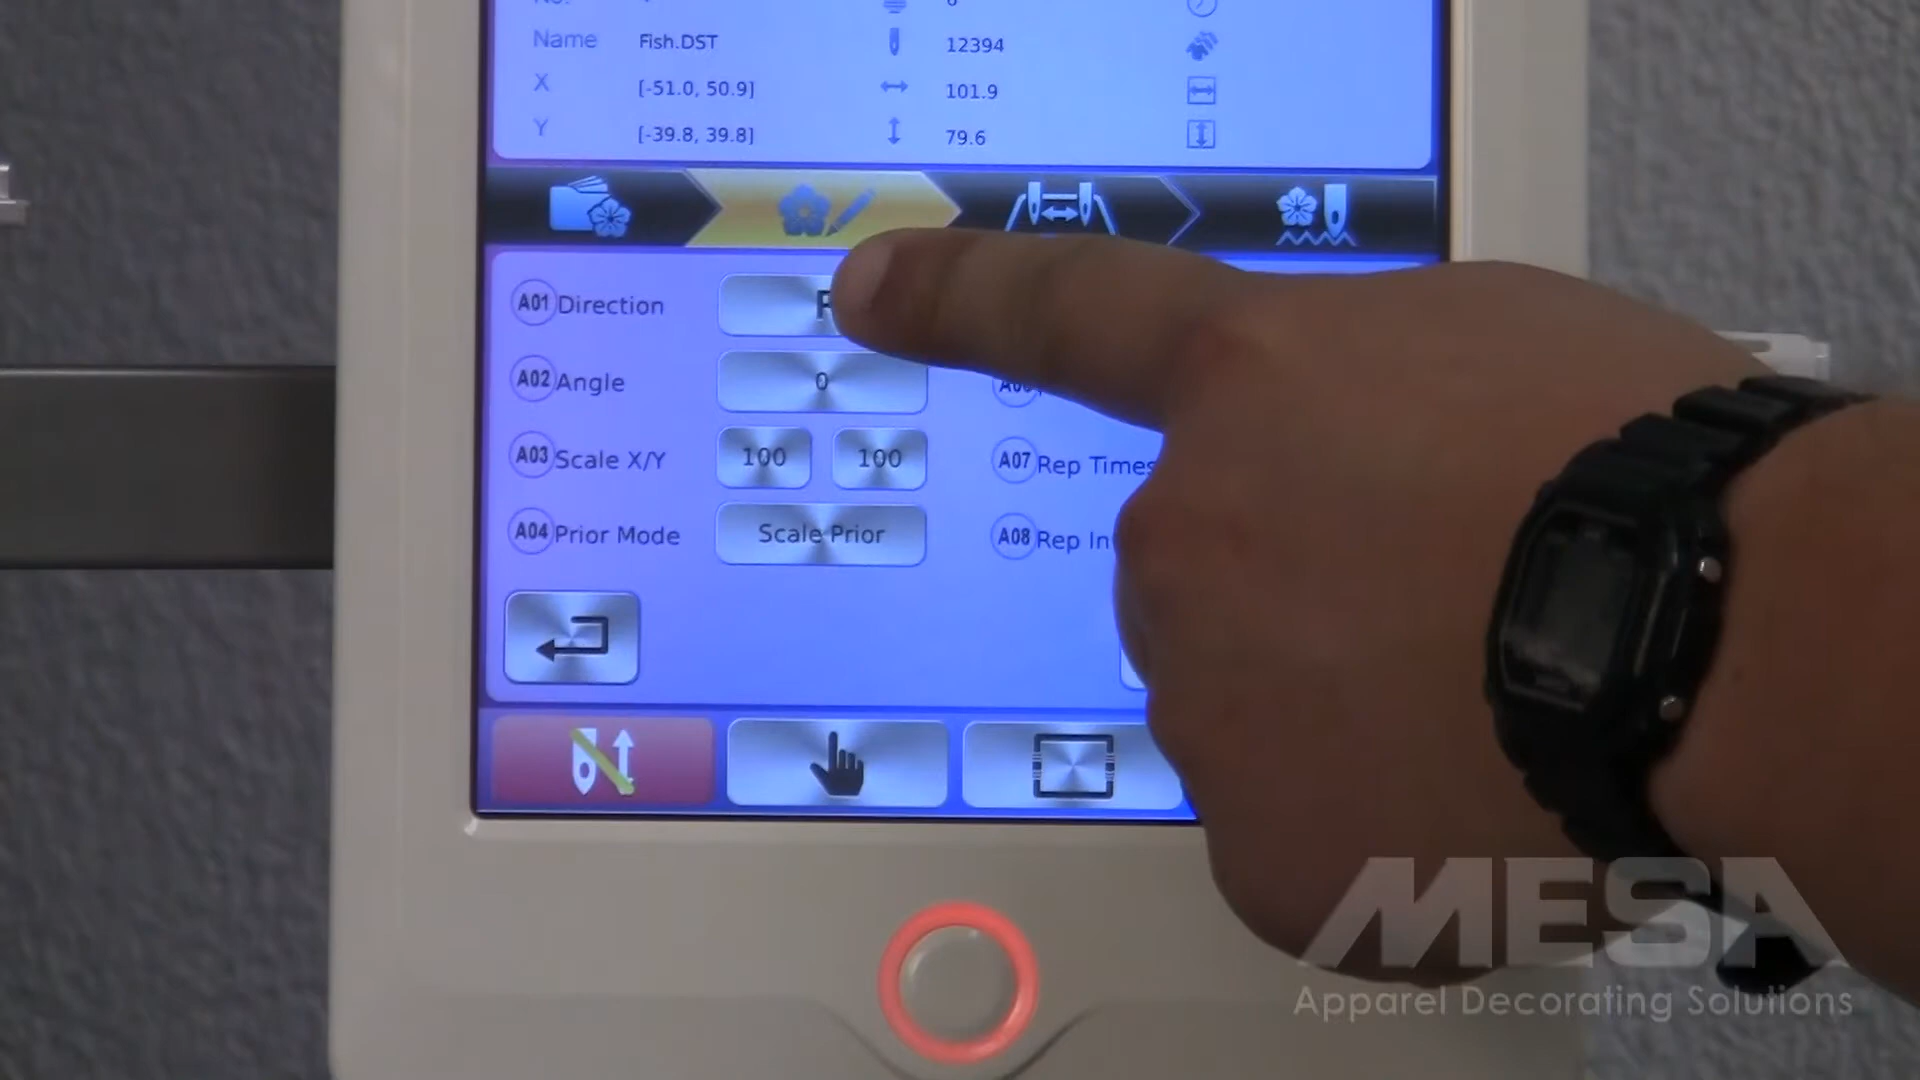 Name Fish.DST 12394
X [-51.0, 50.9] 101.9
Y [-39.8, 39.8] 79.6
A01 Direction
A02 Angle 0
A03 Scale X/Y 100 100 A07 Rep Times
A04 Prior Mode Scale Prior A08 Rep In
MESA
Apparel Decorating Solutions